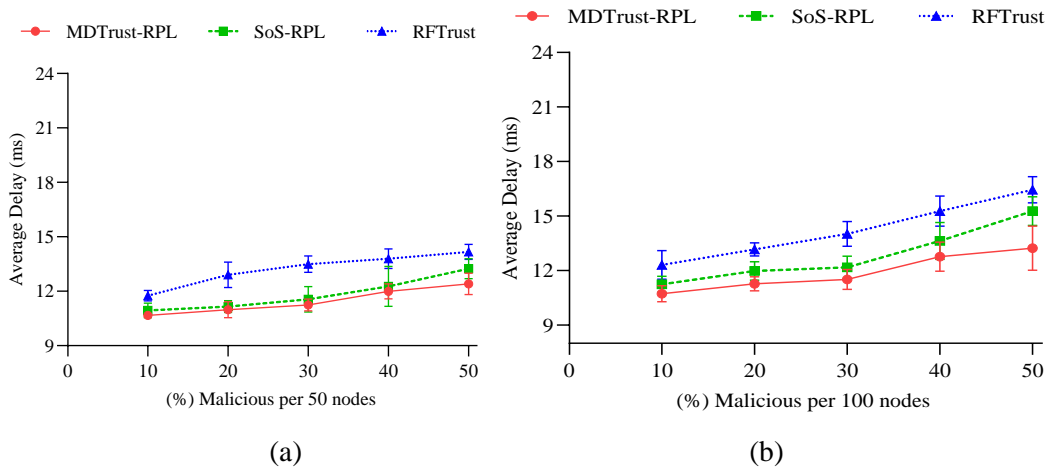 MDTrust-RPL SoS-RPL RFTrust
Average Delay (ms)
24
21
18
15
12
9
0 10 20 30 40 50
(%) Malicious per 50 nodes
(a)
MDTrust-RPL SoS-RPL RFTrust
Average Delay (ms)
24
21
18
15
12
9
0 10 20 30 40 50
(%) Malicious per 100 nodes
(b)